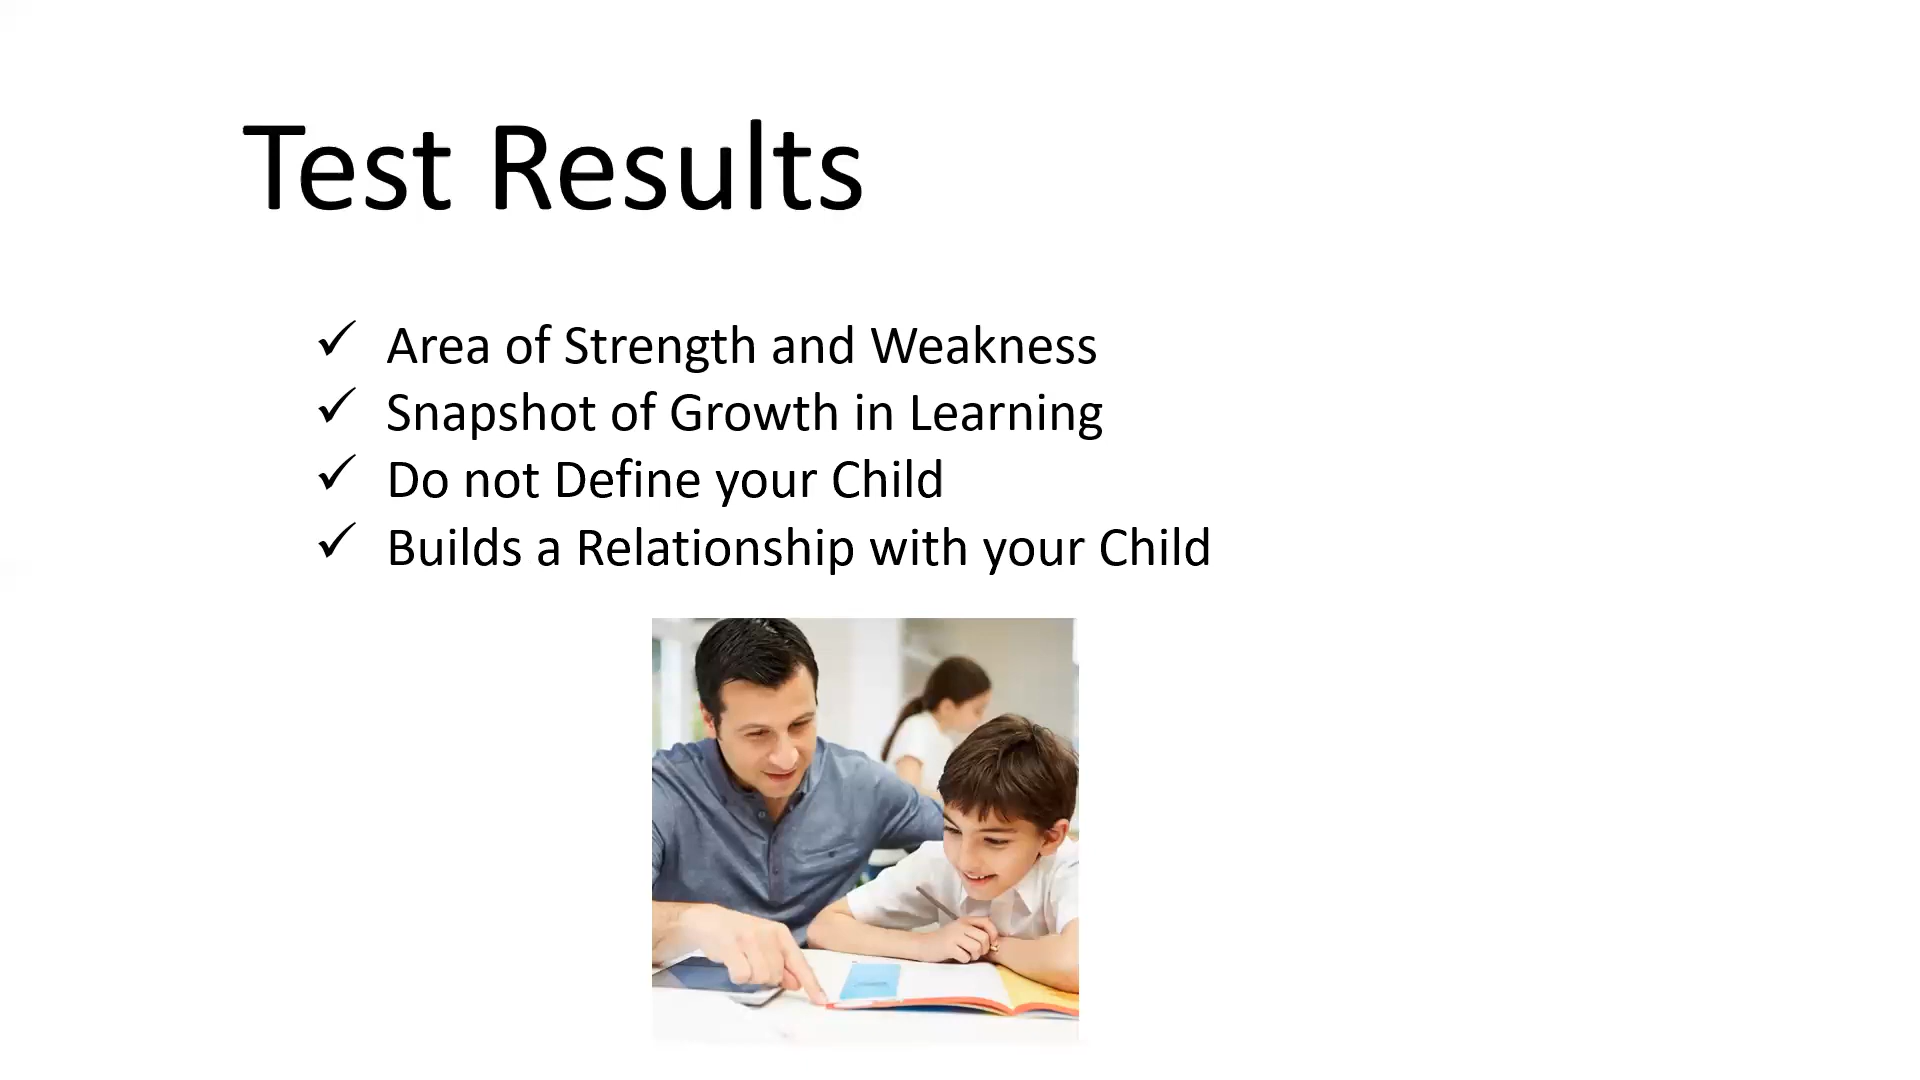 Test Results
✓ Area of Strength and Weakness
✓ Snapshot of Growth in Learning
✓ Do not Define your Child
✓ Builds a Relationship with your Child